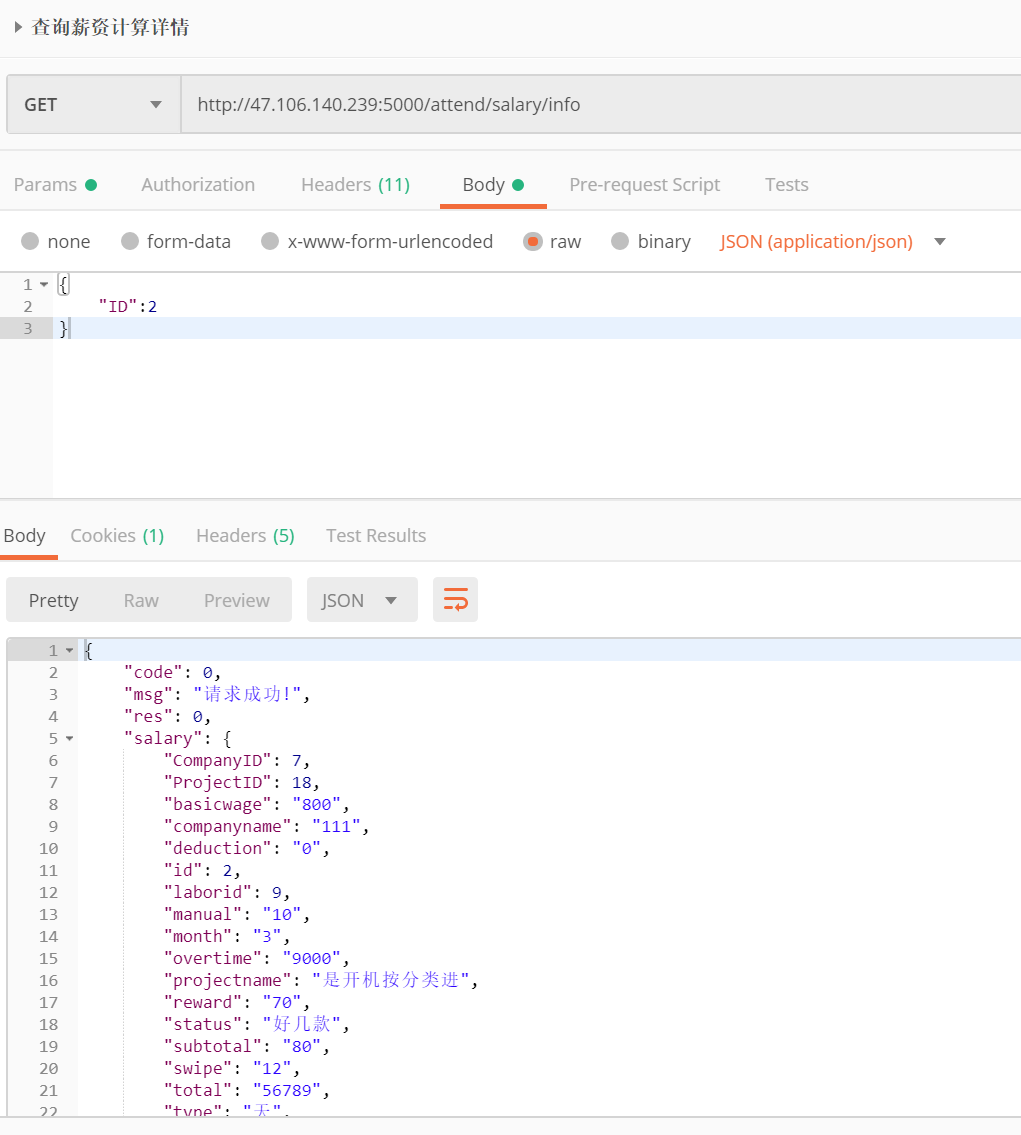 查询薪资计算详情
GET http://47.106.140.239:5000/attend/salary/info
Params Authorization Headers (11) Body Pre-request Script Tests
none form-data x-www-form-urlencoded raw binary JSON (application/json)
1 {
2 "ID":2
3 }
Body Cookies (1) Headers (5) Test Results
Pretty Raw Preview JSON
1 {
2 "code": 0,
3 "msg": "请求成功!",
4 "res": 0,
5 "salary": {
6 "CompanyID": 7,
7 "ProjectID": 18,
8 "basicwage": "800",
9 "companyname": "111",
10 "deduction": "0",
11 "id": 2,
12 "laborid": 9,
13 "manual": "10",
14 "month": "3",
15 "overtime": "9000",
16 "projectname": "是开机按分类进",
17 "reward": "70",
18 "status": "好几款",
19 "subtotal": "80",
20 "swipe": "12",
21 "total": "56789",
22 "type": "天",